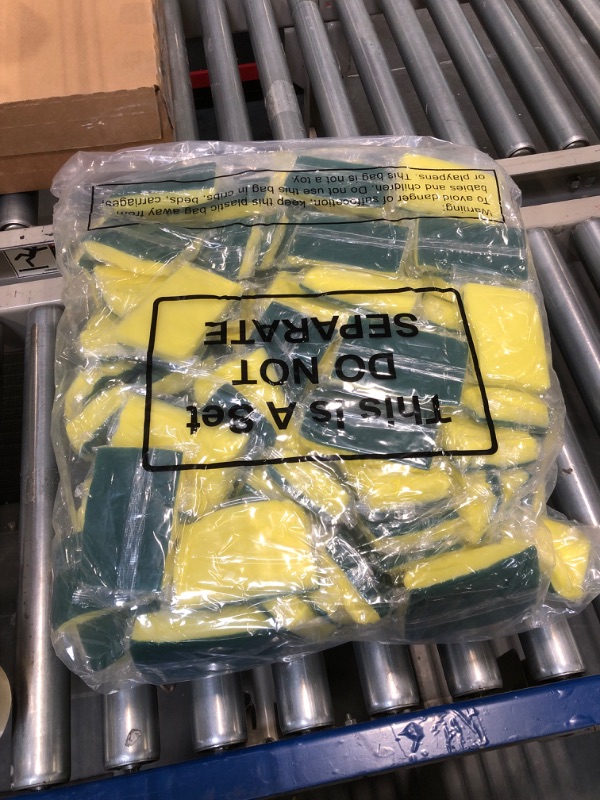 This is A Set
DO NOT
SEPARATE
Warning:
To avoid danger of suffocation, keep this plastic bag away from
babies and children. Do not use this bag in cribs, beds, carriages,
or playpens. This bag is not a toy.